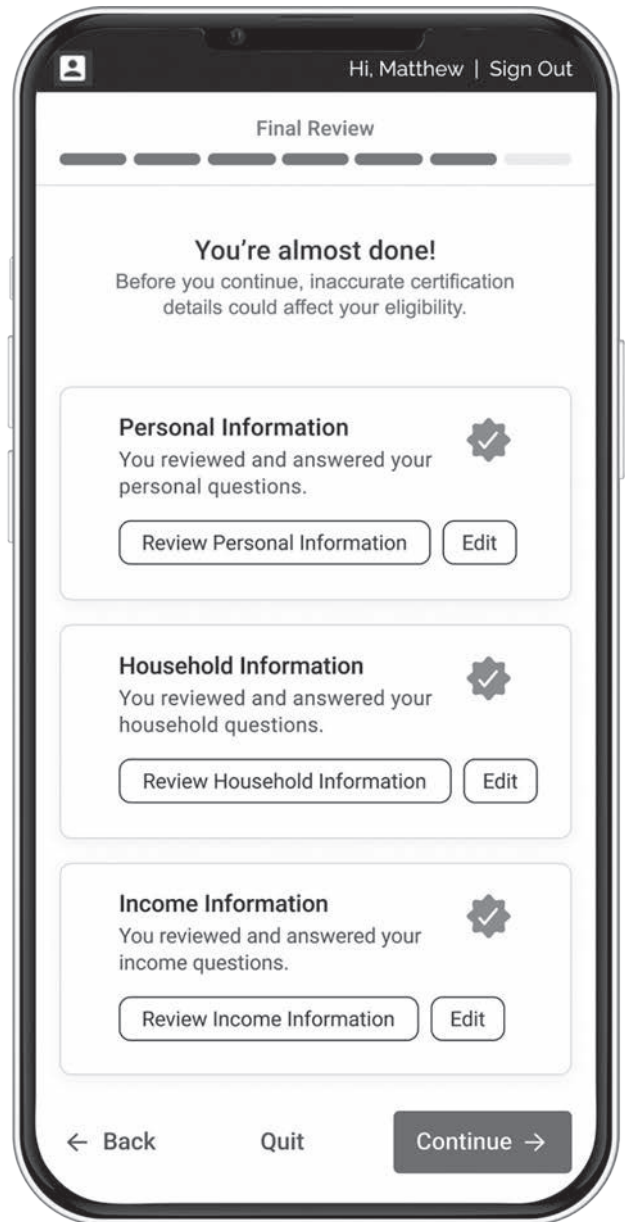 Hi, Matthew | Sign Out
Final Review
You're almost done!
Before you continue, inaccurate certification
details could affect your eligibility.
Personal Information
You reviewed and answered your
personal questions.
Review Personal Information
Edit
Household Information
You reviewed and answered your
household questions.
Review Household Information
Edit
Income Information
You reviewed and answered your
income questions.
Review Income Information
Edit
← Back
Quit
Continue →